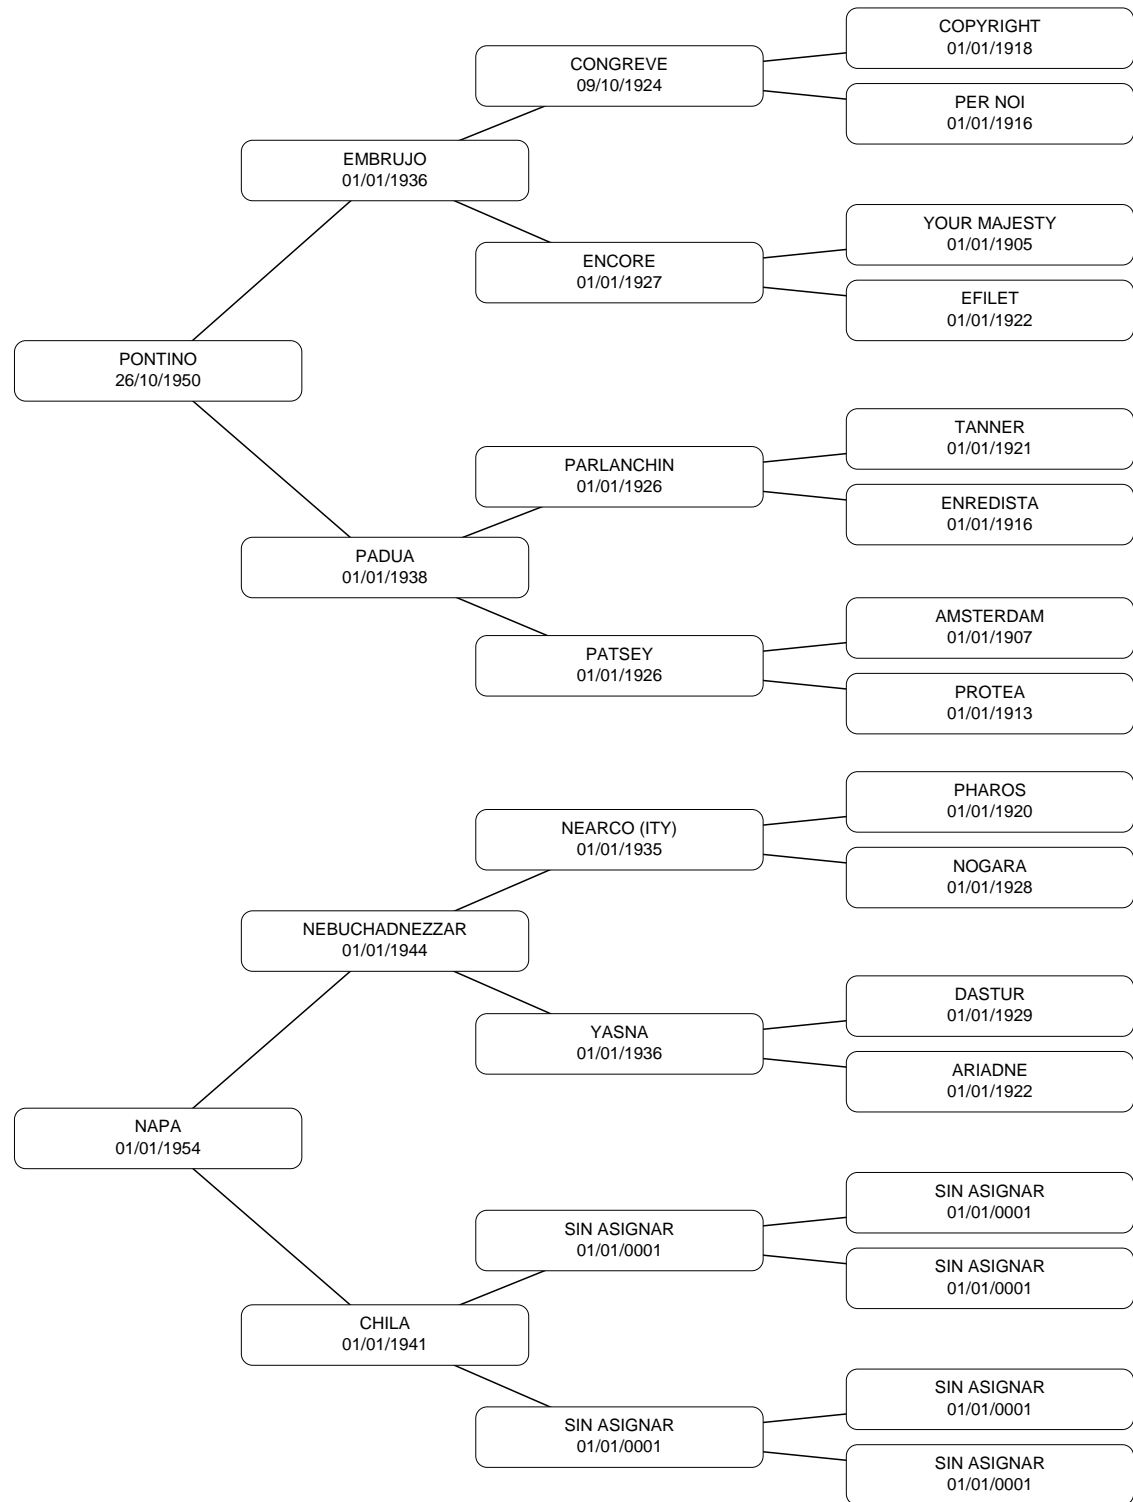 COPYRIGHT
01/01/1918
CONGREVE
09/10/1924
PER NOI
01/01/1916
EMBRUJO
01/01/1936
YOUR MAJESTY
01/01/1905
ENCORE
01/01/1927
EFILET
01/01/1922
PONTINO
26/10/1950
TANNER
01/01/1921
PARLANCHIN
01/01/1926
ENREDISTA
01/01/1916
PADUA
01/01/1938
AMSTERDAM
01/01/1907
PATSEY
01/01/1926
PROTEA
01/01/1913
PHAROS
01/01/1920
NEARCO (ITY)
01/01/1935
NOGARA
01/01/1928
NEBUCHADNEZZAR
01/01/1944
DASTUR
01/01/1929
YASNA
01/01/1936
ARIADNE
01/01/1922
NAPA
01/01/1954
SIN ASIGNAR
01/01/0001
SIN ASIGNAR
01/01/0001
SIN ASIGNAR
01/01/0001
CHILA
01/01/1941
SIN ASIGNAR
01/01/0001
SIN ASIGNAR
01/01/0001
SIN ASIGNAR
01/01/0001